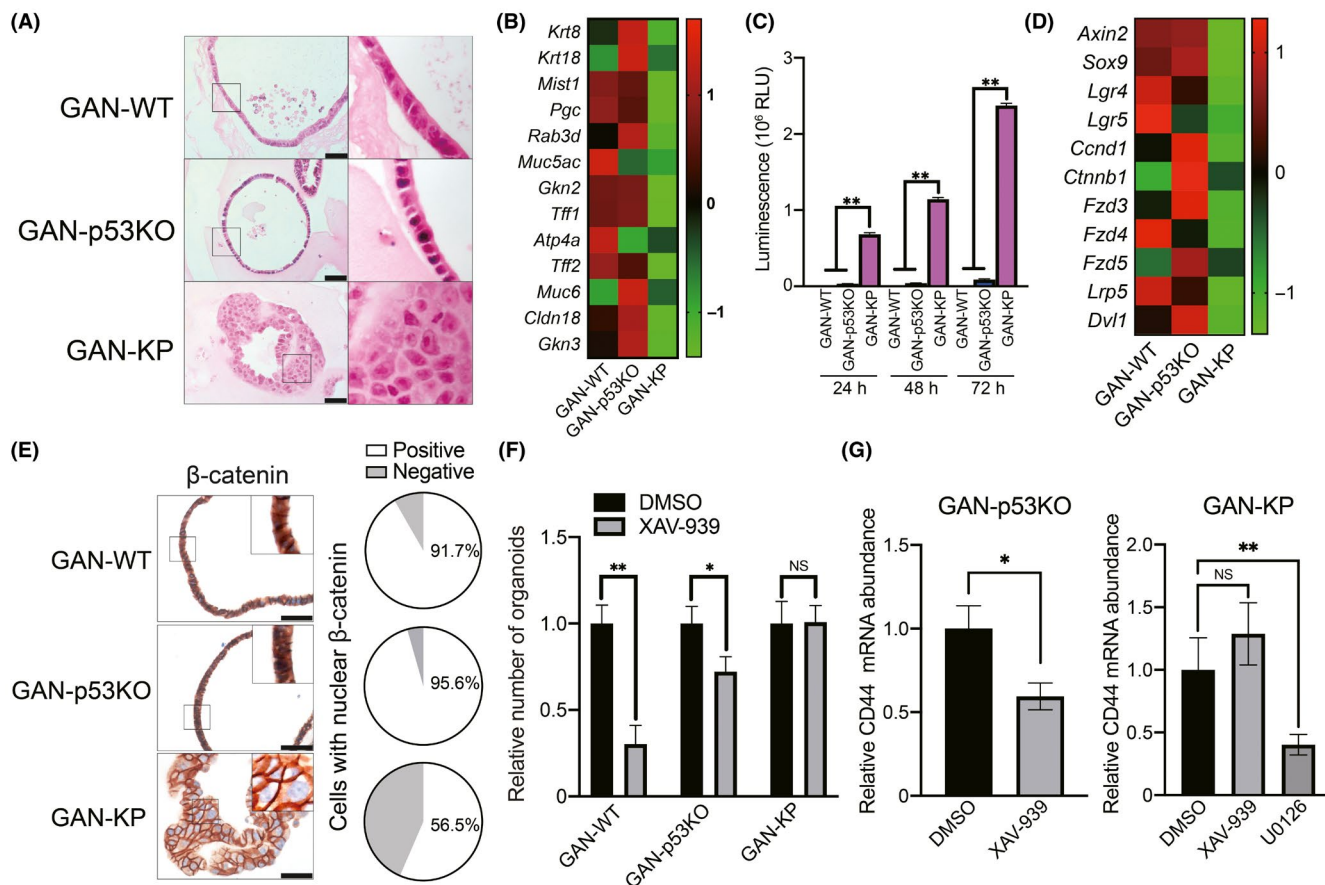 (A)
GAN-WT
GAN-p53KO
GAN-KP
(B)
Krt8
Krt18
Mist1
Pgc
Rab3d
Muc5ac
Gkn2
Tff1
Atp4a
Tff2
Muc6
Cldn18
Gkn3
1
0
−1
GAN-WT
GAN-p53KO
GAN-KP
(C)
Luminescence (10⁶ RLU)
3
2
1
0
**
**
**
GAN-WT
GAN-p53KO
GAN-KP
GAN-WT
GAN-p53KO
GAN-KP
GAN-WT
GAN-p53KO
GAN-KP
24 h
48 h
72 h
(D)
Axin2
Sox9
Lgr4
Lgr5
Ccnd1
Ctnnb1
Fzd3
Fzd4
Fzd5
Lrp5
Dvl1
1
0
−1
GAN-WT
GAN-p53KO
GAN-KP
(E)
β-catenin
GAN-WT
GAN-p53KO
GAN-KP
Positive
Negative
Cells with nuclear β-catenin
91.7%
95.6%
56.5%
(F)
DMSO
XAV-939
Relative number of organoids
1.5
1.0
0.5
0.0
**
*
NS
GAN-WT
GAN-p53KO
GAN-KP
(G)
GAN-p53KO
Relative CD44 mRNA abundance
1.5
1.0
0.5
0.0
*
DMSO
XAV-939
GAN-KP
Relative CD44 mRNA abundance
2.0
1.5
1.0
0.5
0.0
**
NS
DMSO
XAV-939
U0126